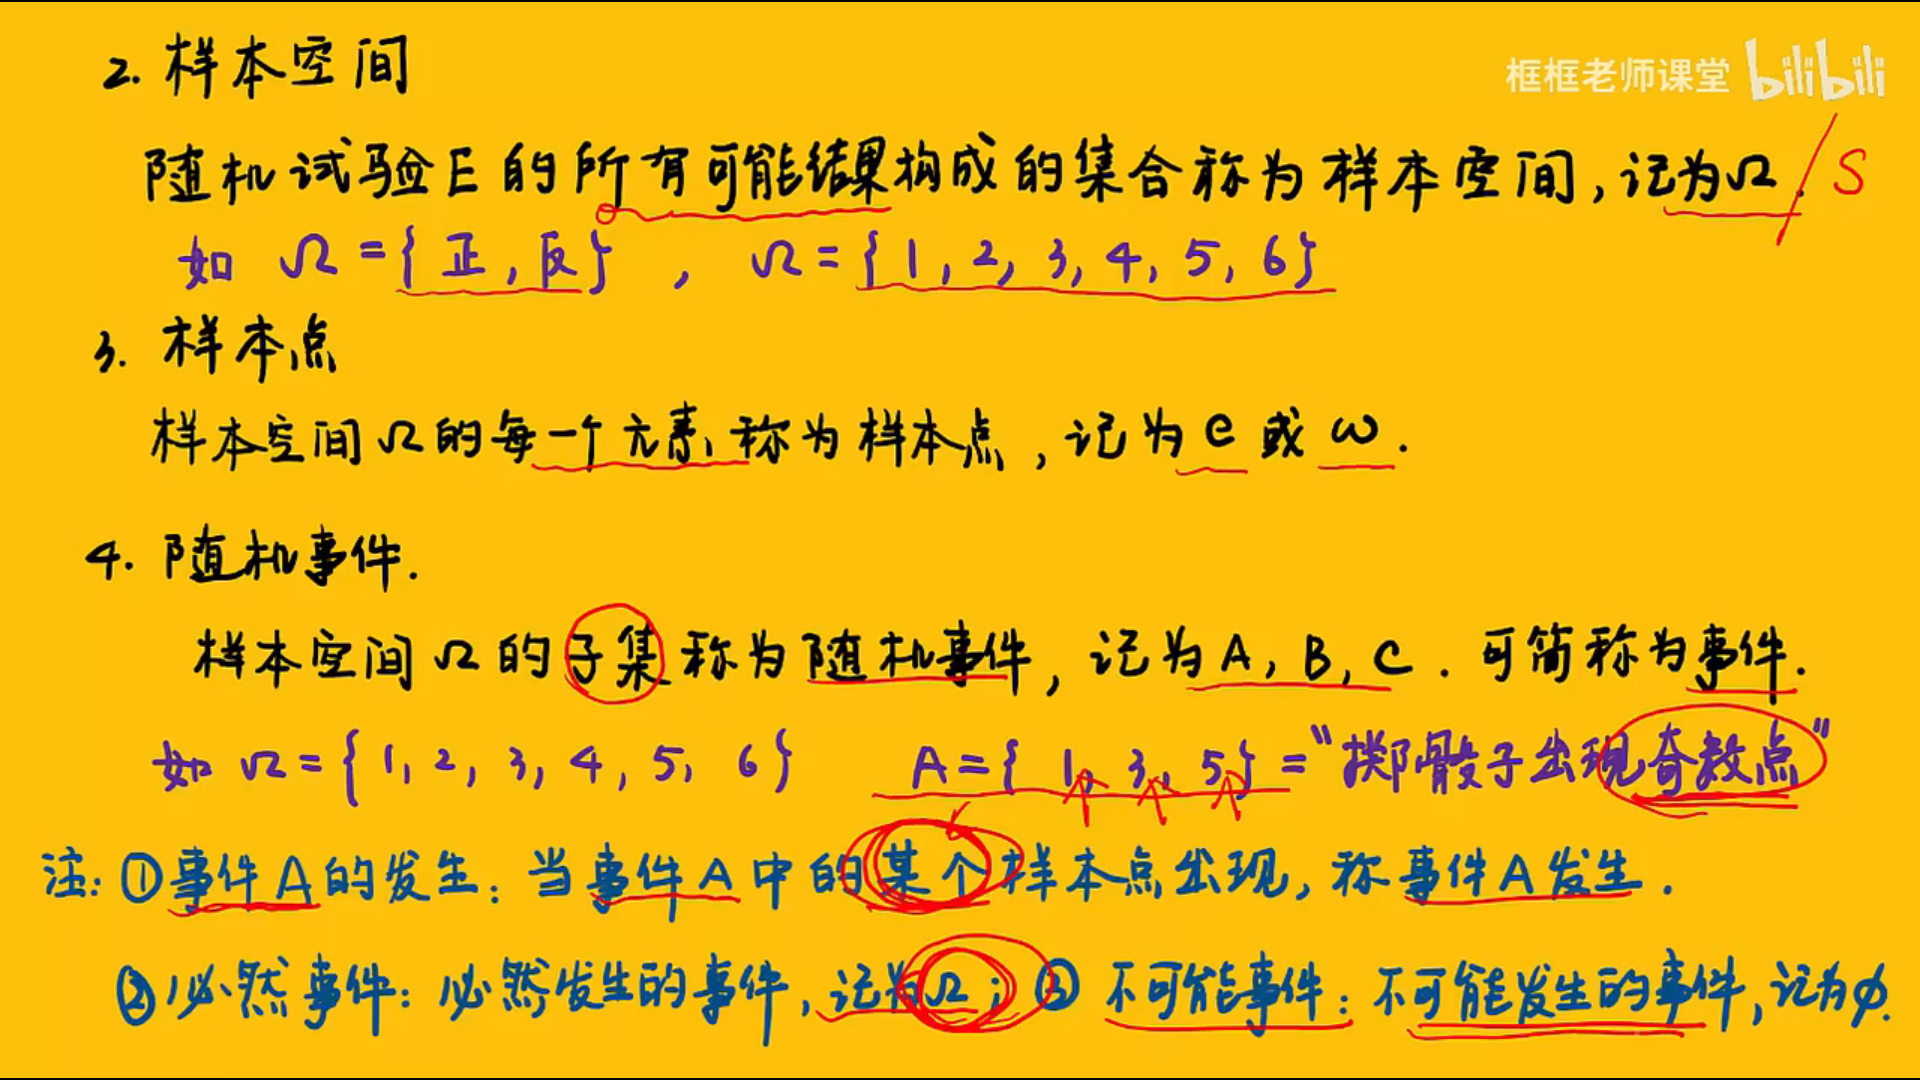 2. 样本空间
框框老师课堂 bilibili
随机试验E的所有可能结果构成的集合称为样本空间,记为Ω. / S
如 Ω={正,反} , Ω={1,2,3,4,5,6}
3. 样本点
样本空间Ω的每一个元素,称为样本点,记为e或ω.
4. 随机事件.
样本空间Ω的子集称为随机事件,记为A,B,C.可简称为事件.
如 Ω={1,2,3,4,5,6} A={1,3,5}="掷骰子出现奇数点"
注:①事件A的发生:当事件A中的某个样本点出现,称事件A发生.
②必然事件:必然发生的事件,记为Ω;③不可能事件:不可能发生的事件,记为φ.